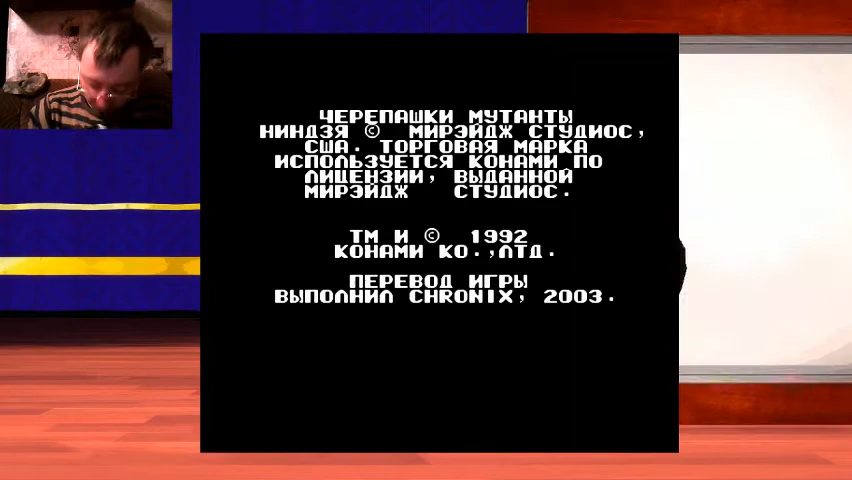 ЧЕРЕПАШКИ МУТАНТЫ
НИНДЗЯ © МИРЭЙДЖ СТУДИОС,
США. ТОРГОВАЯ МАРКА
ИСПОЛЬЗУЕТСЯ КОНАМИ ПО
ЛИЦЕНЗИИ, ВЫДАННОЙ
МИРЭЙДЖ СТУДИОС.
ТМ И © 1992
КОНАМИ КО.,ЛТД.
ПЕРЕВОД ИГРЫ
ВЫПОЛНИЛ CHRONIX, 2003.